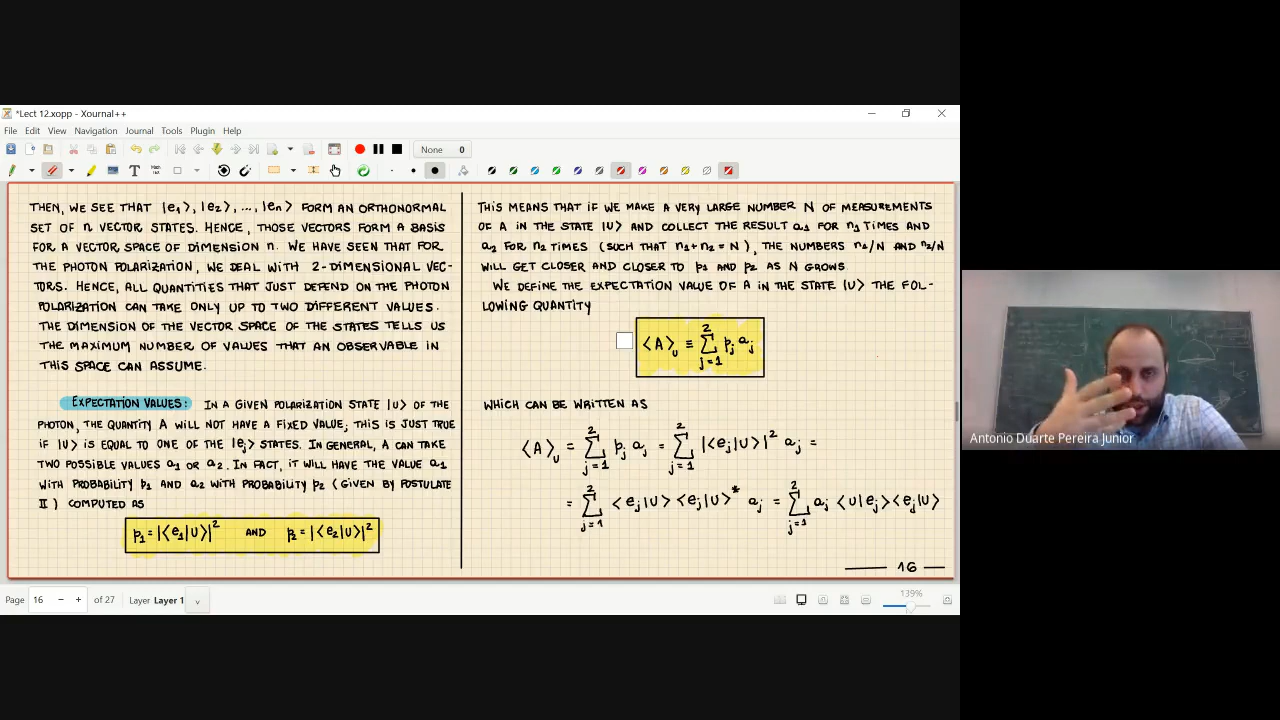 *Lect 12.xopp - Xournal++
File Edit View Navigation Journal Tools Plugin Help
None 0
THEN, WE SEE THAT |e1>, |e2>, ..., |en> FORM AN ORTHONORMAL
SET OF n VECTOR STATES. HENCE, THOSE VECTORS FORM A BASIS
FOR A VECTOR SPACE OF DIMENSION n. WE HAVE SEEN THAT FOR
THE PHOTON POLARIZATION, WE DEAL WITH 2-DIMENSIONAL VEC-
TORS. HENCE, ALL QUANTITIES THAT JUST DEPEND ON THE PHOTON
POLARIZATION CAN TAKE ONLY UP TO TWO DIFFERENT VALUES.
THE DIMENSION OF THE VECTOR SPACE OF THE STATES TELLS US
THE MAXIMUM NUMBER OF VALUES THAT AN OBSERVABLE IN
THIS SPACE CAN ASSUME.
EXPECTATION VALUES: IN A GIVEN POLARIZATION STATE |U> OF THE
PHOTON, THE QUANTITY A WILL NOT HAVE A FIXED VALUE; THIS IS JUST TRUE
IF |U> IS EQUAL TO ONE OF THE |ej> STATES. IN GENERAL, A CAN TAKE
TWO POSSIBLE VALUES a1 OR a2. IN FACT, IT WILL HAVE THE VALUE a1
WITH PROBABILITY p1 AND a2 WITH PROBABILITY p2 (GIVEN BY POSTULATE
II) COMPUTED AS
p1 = |<e1|U>|² AND p2 = |<e2|U>|²
THIS MEANS THAT IF WE MAKE A VERY LARGE NUMBER N OF MEASUREMENTS
OF A IN THE STATE |U> AND COLLECT THE RESULT a1 FOR n1 TIMES AND
a2 FOR n2 TIMES (SUCH THAT n1+n2 = N), THE NUMBERS n1/N AND n2/N
WILL GET CLOSER AND CLOSER TO p1 AND p2 AS N GROWS.
WE DEFINE THE EXPECTATION VALUE OF A IN THE STATE |U> THE FOL-
LOWING QUANTITY
<A>U ≡ Σ_{j=1}^{2} pj aj
WHICH CAN BE WRITTEN AS
<A>U = Σ_{j=1}^{2} pj aj = Σ_{j=1}^{2} |<ej|U>|² aj =
= Σ_{j=1}^{2} <ej|U> <ej|U>* aj = Σ_{j=1}^{2} aj <U|ej><ej|U>
16
Page 16 of 27 Layer Layer 1 139%
Antonio Duarte Pereira Junior